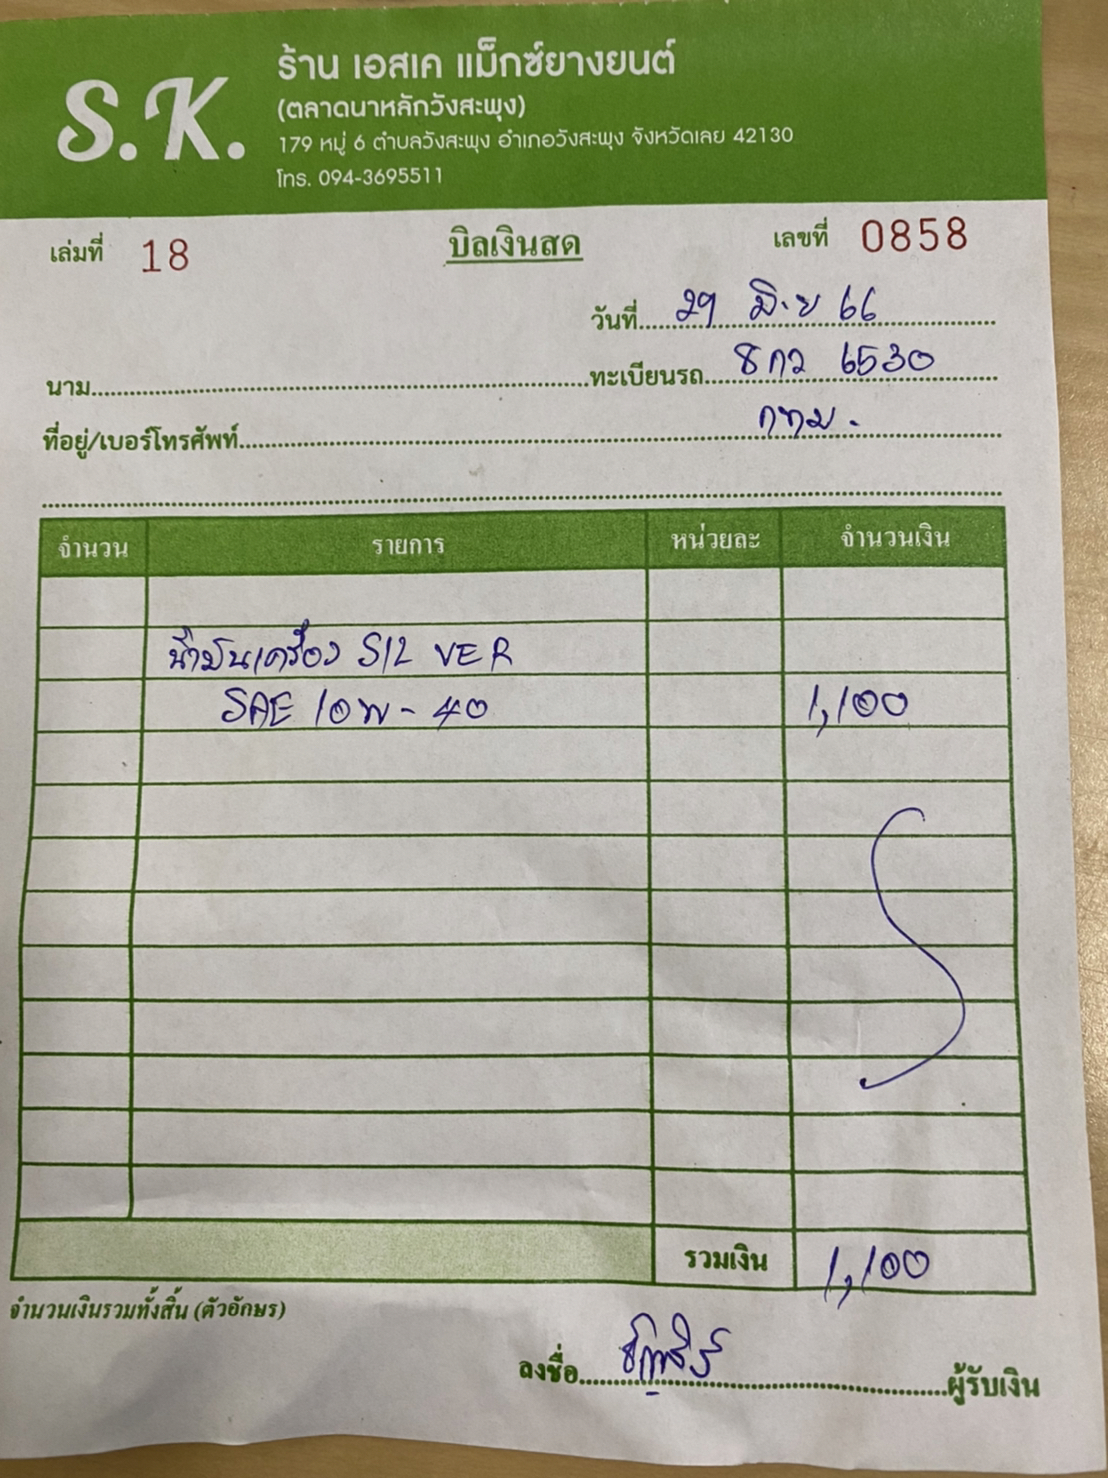 S.K.
ร้าน เอสเค แม็กซ์ยางยนต์
(ตลาดนาหลักวังสะพุง)
179 หมู่ 6 ตำบลวังสะพุง อำเภอวังสะพุง จังหวัดเลย 42130
โทร. 094-3695511
เล่มที่ 18 บิลเงินสด เลขที่ 0858
วันที่ 29 มิ.ย 66
นาม ทะเบียนรถ 8กว 6530
ที่อยู่/เบอร์โทรศัพท์ กทม.
จำนวน รายการ หน่วยละ จำนวนเงิน
น้ำมันเครื่อง SILVER
SAE 10W-40 1,100
รวมเงิน 1,100
จำนวนเงินรวมทั้งสิ้น (ตัวอักษร)
ลงชื่อ ผู้รับเงิน